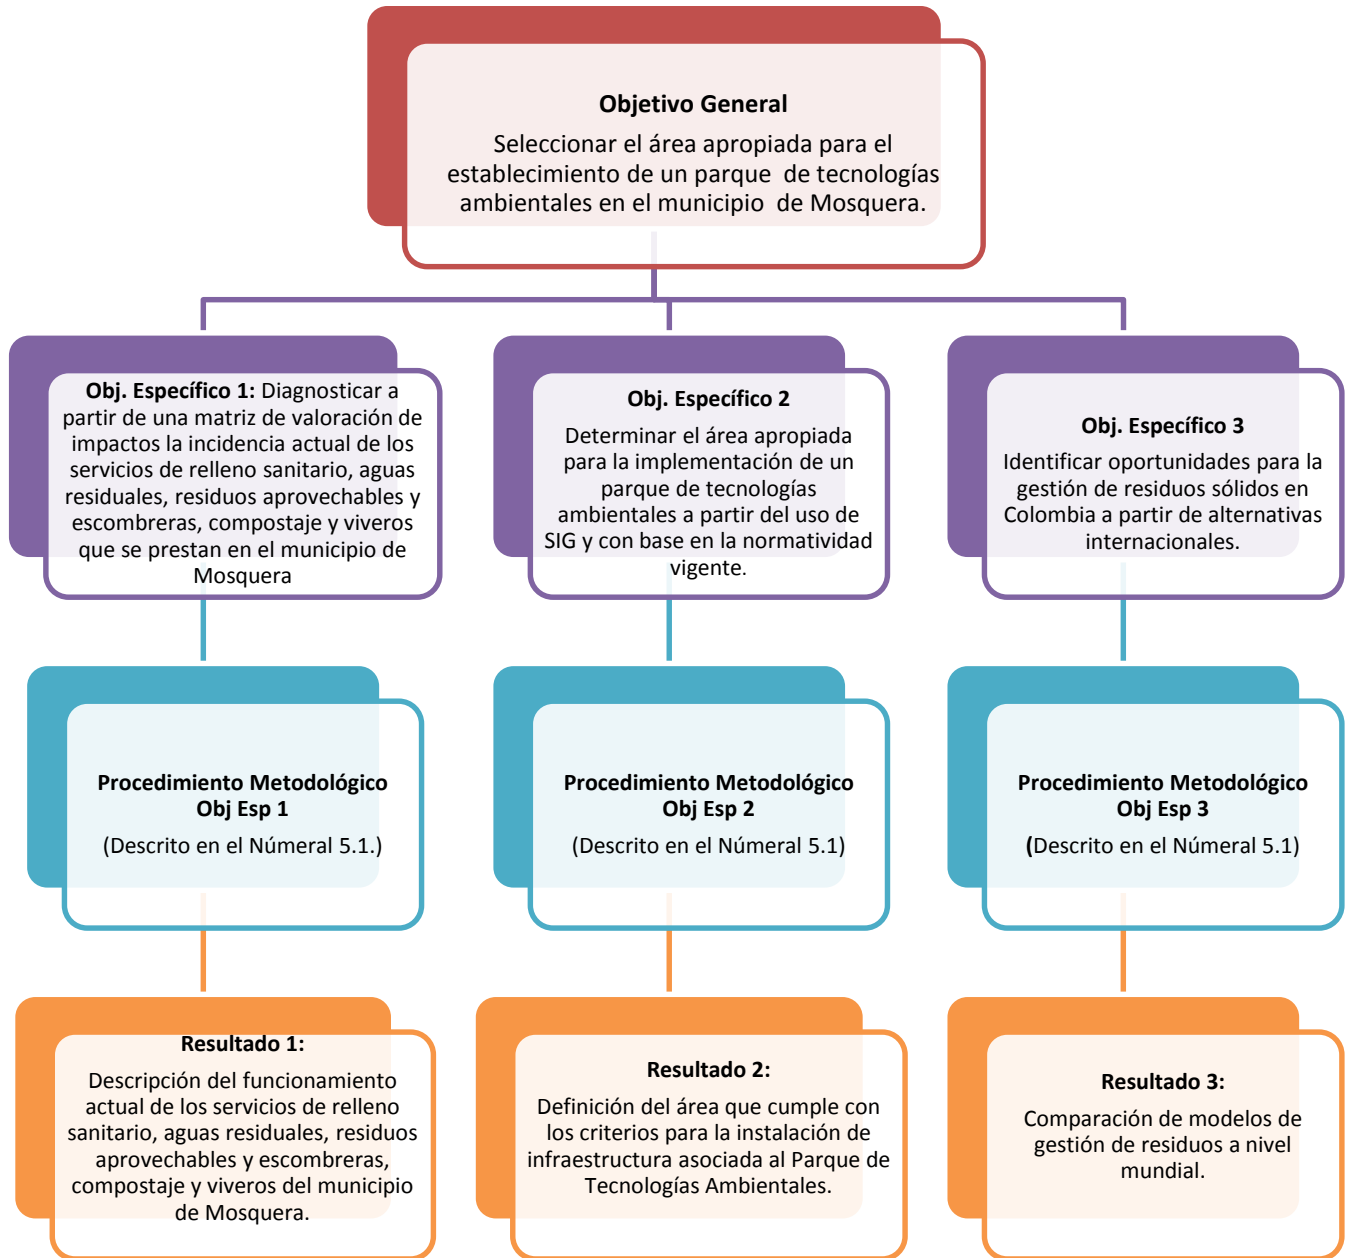 Objetivo General
Seleccionar el área apropiada para el
establecimiento de un parque de tecnologías
ambientales en el municipio de Mosquera.
Obj. Específico 1: Diagnosticar a
partir de una matriz de valoración de
impactos la incidencia actual de los
servicios de relleno sanitario, aguas
residuales, residuos aprovechables y
escombreras, compostaje y viveros
que se prestan en el municipio de
Mosquera
Obj. Específico 2
Determinar el área apropiada
para la implementación de un
parque de tecnologías
ambientales a partir del uso de
SIG y con base en la normatividad
vigente.
Obj. Específico 3
Identificar oportunidades para la
gestión de residuos sólidos en
Colombia a partir de alternativas
internacionales.
Procedimiento Metodológico
Obj Esp 1
(Descrito en el Númeral 5.1.)
Procedimiento Metodológico
Obj Esp 2
(Descrito en el Númeral 5.1)
Procedimiento Metodológico
Obj Esp 3
(Descrito en el Númeral 5.1)
Resultado 1:
Descripción del funcionamiento
actual de los servicios de relleno
sanitario, aguas residuales, residuos
aprovechables y escombreras,
compostaje y viveros del municipio
de Mosquera.
Resultado 2:
Definición del área que cumple con
los criterios para la instalación de
infraestructura asociada al Parque de
Tecnologías Ambientales.
Resultado 3:
Comparación de modelos de
gestión de residuos a nivel
mundial.